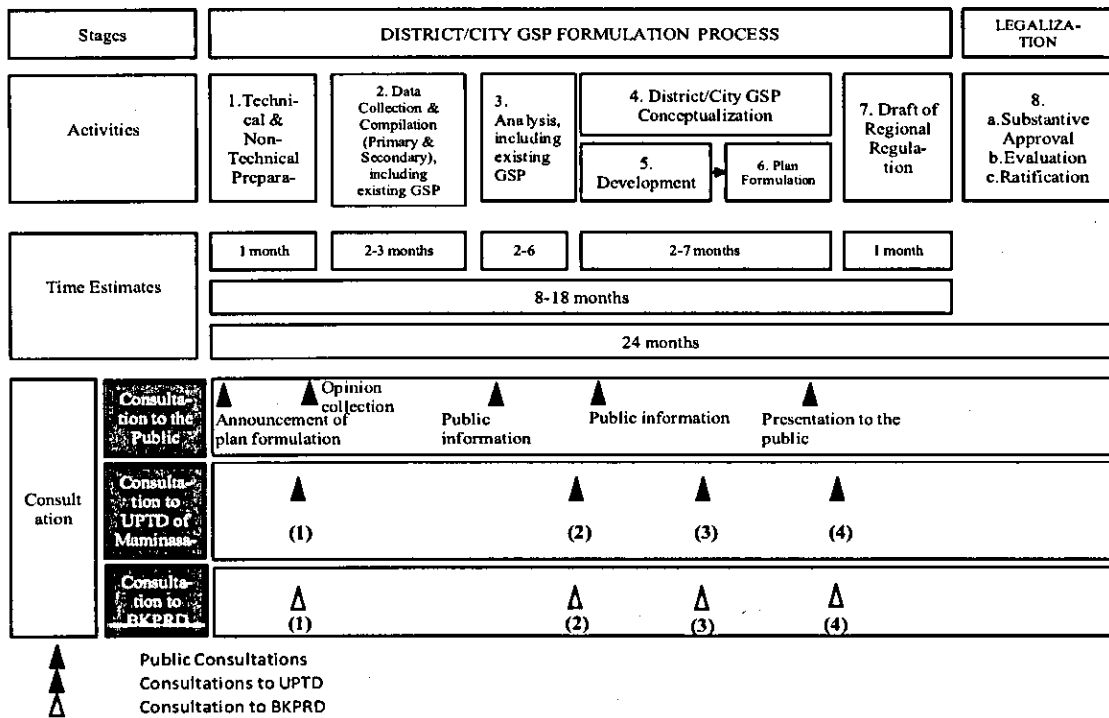 Stages
DISTRICT/CITY GSP FORMULATION PROCESS
LEGALIZA-
TION
Activities
1.Techni-
cal &
Non-
Technical
Prepara-
2. Data
Collection &
Compilation
(Primary &
Secondary),
including
existing GSP
3.
Analysis,
including
existing
GSP
4. District/City GSP
Conceptualization
5.
Development
6. Plan
Formulation
7. Draft of
Regional
Regula-
tion
8.
a.Substantive
Approval
b.Evaluation
c.Ratification
Time Estimates
1 month
2-3 months
2-6
2-7 months
1 month
8-18 months
24 months
Consult
ation
Consulta-
tion to the
Public
Announcement of
plan formulation
Opinion
collection
Public
information
Public information
Presentation to the
public
Consulta-
tion to
UPTD of
Maminasa-
(1)
(2)
(3)
(4)
Consulta-
tion to
BKPRD
(1)
(2)
(3)
(4)
Public Consultations
Consultations to UPTD
Consultation to BKPRD